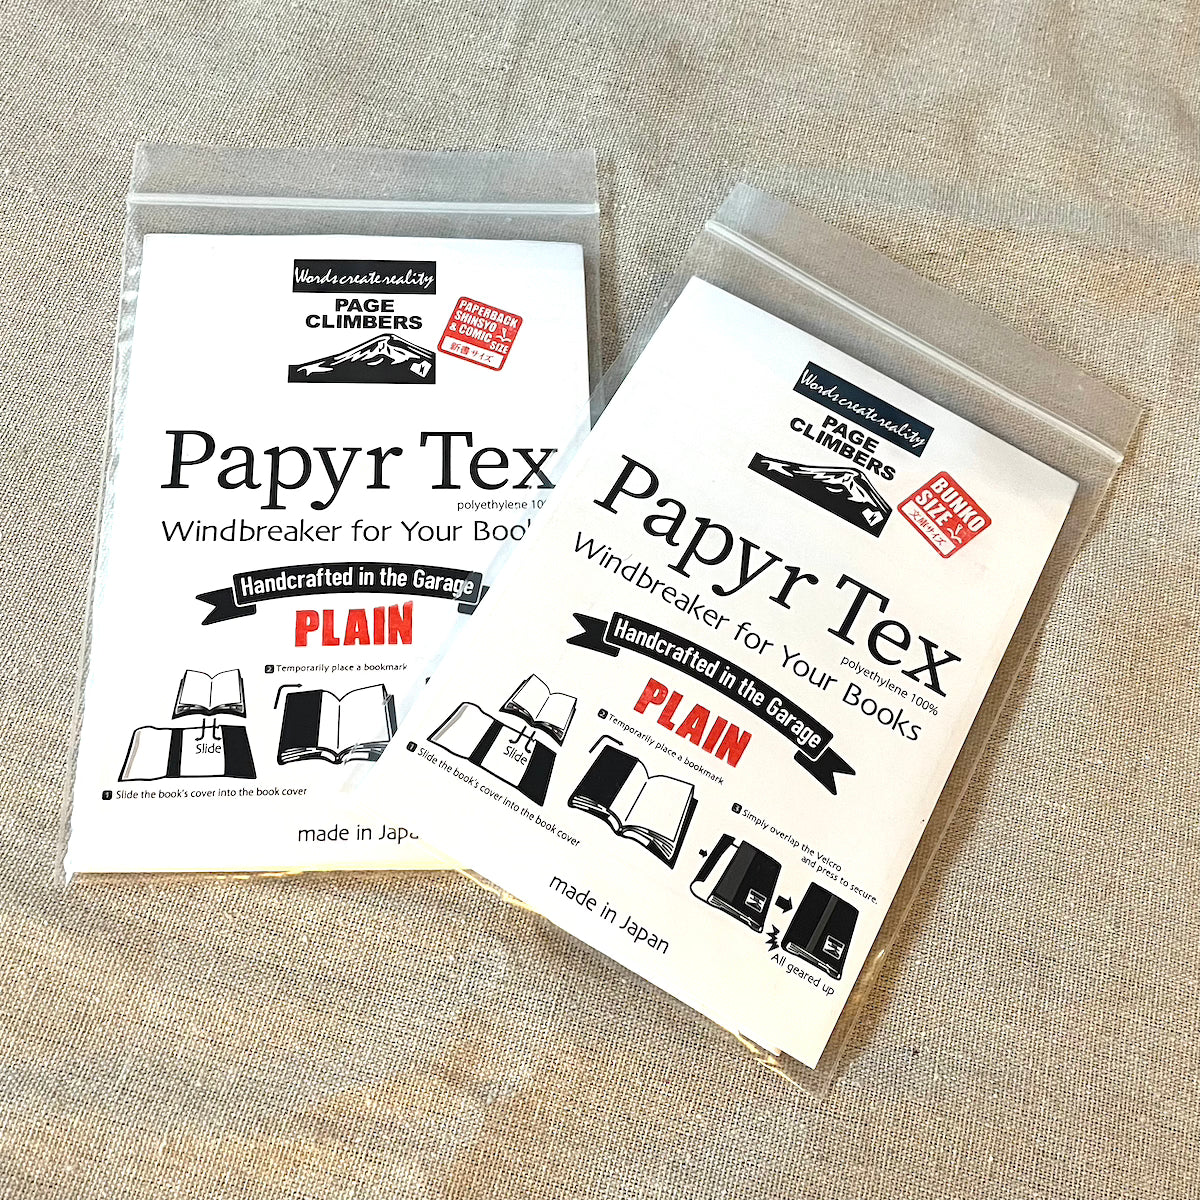 Words create reality
PAGE
CLIMBERS
PAPERBACK
SHINSYO
& COMIC SIZE
新書サイズ
Papyr Tex
polyethylene 10
Windbreaker for Your Boo
Handcrafted in the Garage
PLAIN
2 Temporarily place a bookmark
Slide
1 Slide the book's cover into the book cover
made in Japa
Words create reality
PAGE
CLIMBERS
BUNKO
SIZE
文庫サイズ
Papyr Tex
polyethylene 100%
Windbreaker for Your Books
Handcrafted in the Garage
PLAIN
2 Temporarily place a bookmark
Slide
1 Slide the book's cover into the book cover
3 Simply overlap the Velcro
and press to secure.
All geared up
made in Japan